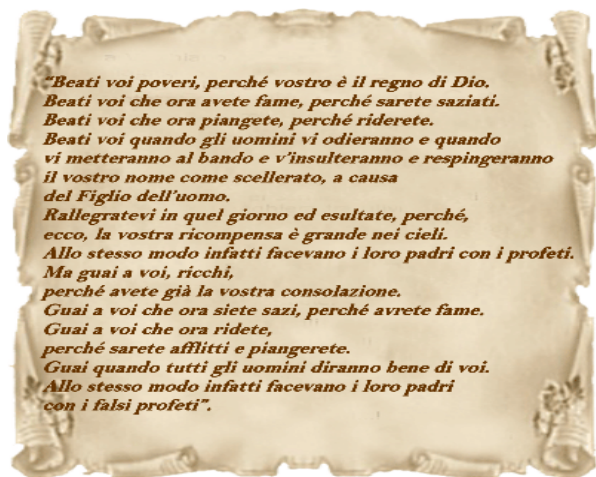 "Beati voi poveri, perché vostro è il regno di Dio.
Beati voi che ora avete fame, perché sarete saziati.
Beati voi che ora piangete, perché riderete.
Beati voi quando gli uomini vi odieranno e quando
vi metteranno al bando e v'insulteranno e respingeranno
il vostro nome come scellerato, a causa
del Figlio dell'uomo.
Rallegratevi in quel giorno ed esultate, perché,
ecco, la vostra ricompensa è grande nei cieli.
Allo stesso modo infatti facevano i loro padri con i profeti.
Ma guai a voi, ricchi,
perché avete già la vostra consolazione.
Guai a voi che ora siete sazi, perché avrete fame.
Guai a voi che ora ridete,
perché sarete afflitti e piangerete.
Guai quando tutti gli uomini diranno bene di voi.
Allo stesso modo infatti facevano i loro padri
con i falsi profeti".